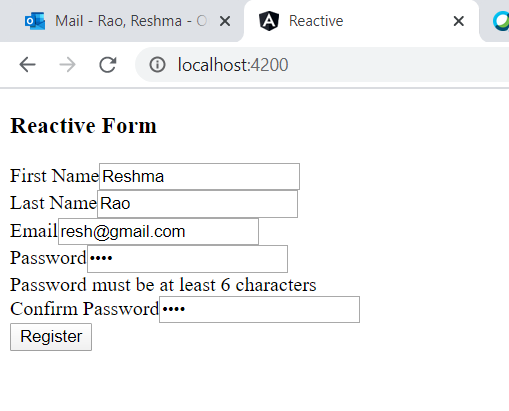 Mail - Rao, Reshma - O
Reactive
localhost:4200
Reactive Form
First Name Reshma
Last Name Rao
Email resh@gmail.com
Password ••••
Password must be at least 6 characters
Confirm Password ••••
Register